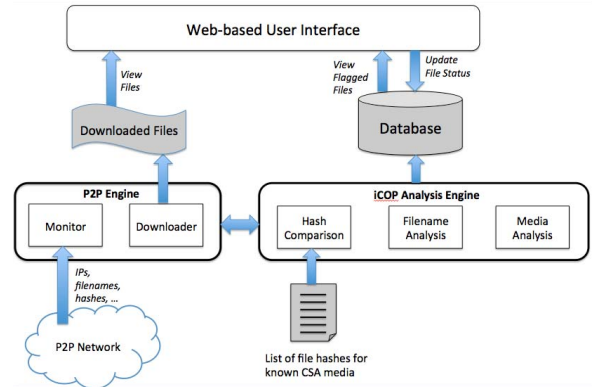 Web-based User Interface
View
Files
View
Flagged
Files
Update
File Status
Downloaded Files
Database
P2P Engine
Monitor
Downloader
iCOP Analysis Engine
Hash
Comparison
Filename
Analysis
Media
Analysis
IPs,
filenames,
hashes, ...
P2P Network
List of file hashes for
known CSA media